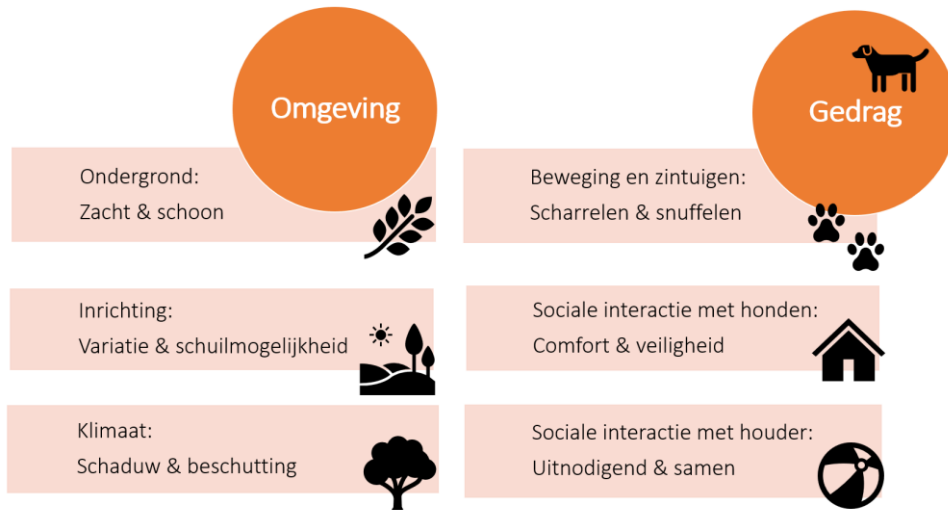 Omgeving
Ondergrond:
Zacht & schoon
Inrichting:
Variatie & schuilmogelijkheid
Klimaat:
Schaduw & beschutting
Gedrag
Beweging en zintuigen:
Scharrelen & snuffelen
Sociale interactie met honden:
Comfort & veiligheid
Sociale interactie met houder:
Uitnodigend & samen